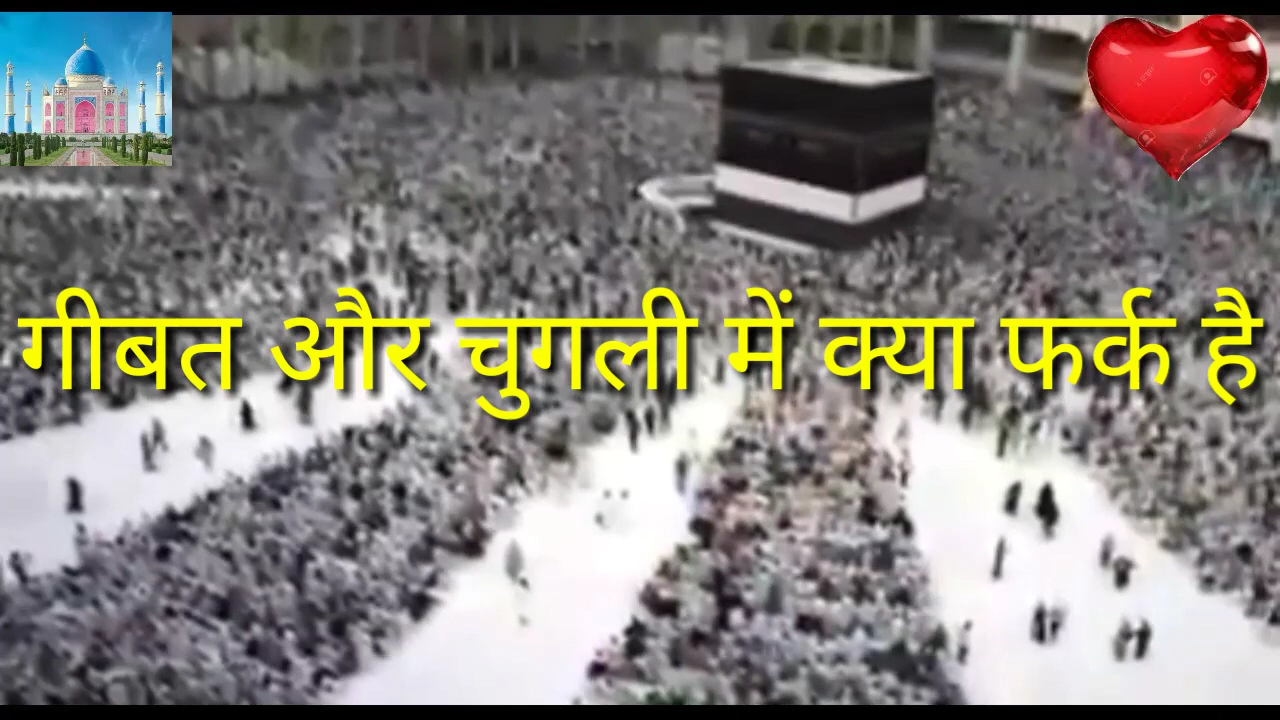 गीबत और चुगली में क्या फर्क है